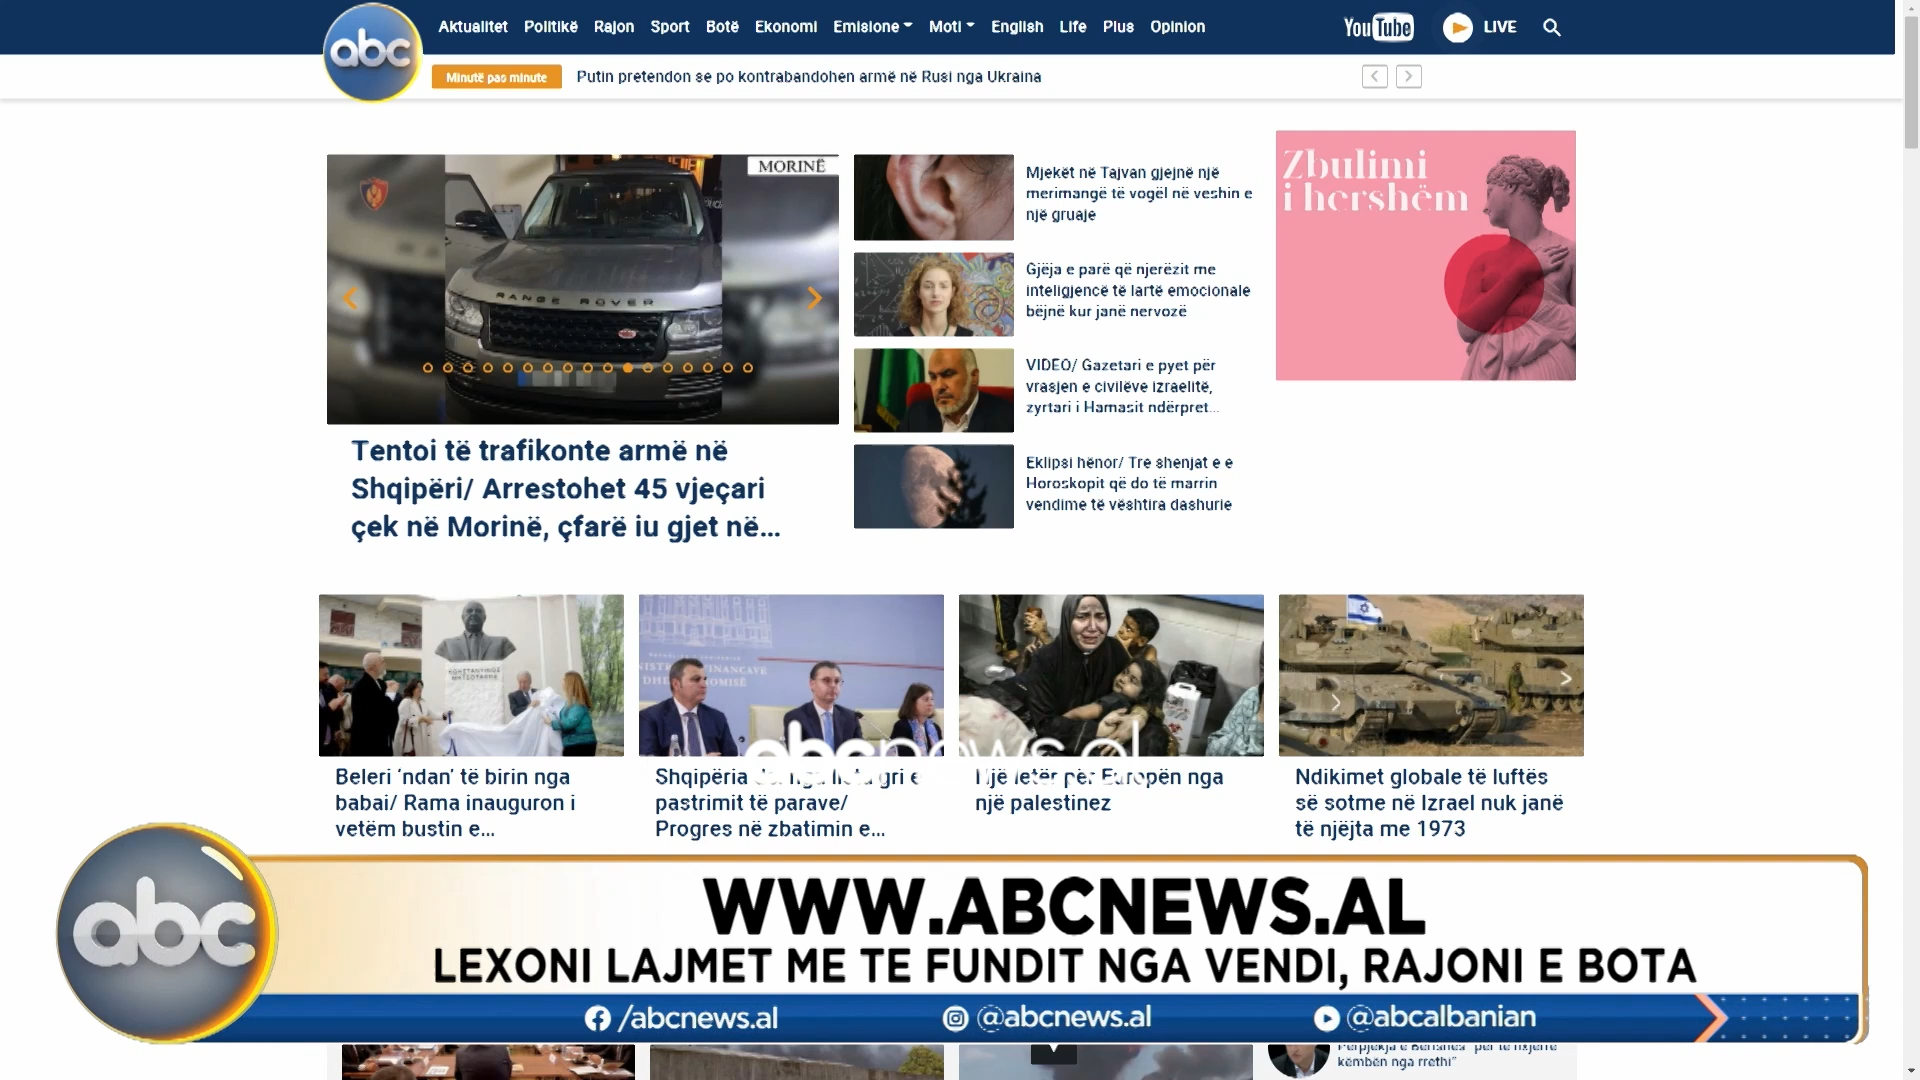 abc
Aktualitet Politikë Rajon Sport Botë Ekonomi Emisione Moti English Life Plus Opinion
YouTube LIVE
Minutë pas minute
Putin pretendon se po kontrabandohen armë në Rusi nga Ukraina
MORINË
RANGE ROVER
Tentoi të trafikonte armë në
Shqipëri/ Arrestohet 45 vjeçari
çek në Morinë, çfarë iu gjet në...
Mjekët në Tajvan gjejnë një
merimangë të vogël në veshin e
një gruaje
Gjëja e parë që njerëzit me
inteligjencë të lartë emocionale
bëjnë kur janë nervozë
VIDEO/ Gazetari e pyet për
vrasjen e civilëve izraelitë,
zyrtari i Hamasit ndërpret...
Eklipsi hënor/ Tre shenjat e e
Horoskopit që do të marrin
vendime të vështira dashurie
Zbulimi
i hershëm
Beleri ‘ndan’ të birin nga
babai/ Rama inauguron i
vetëm bustin e...
Shqipëria
pastrimit të parave/
Progres në zbatimin e...
Një letër për Europën nga
një palestinez
Ndikimet globale të luftës
së sotme në Izrael nuk janë
të njëjta me 1973
abcnews.al
abc
WWW.ABCNEWS.AL
LEXONI LAJMET ME TE FUNDIT NGA VENDI, RAJONI E BOTA
/abcnews.al @abcnews.al @abcalbanian
këmbën nga rrethi”